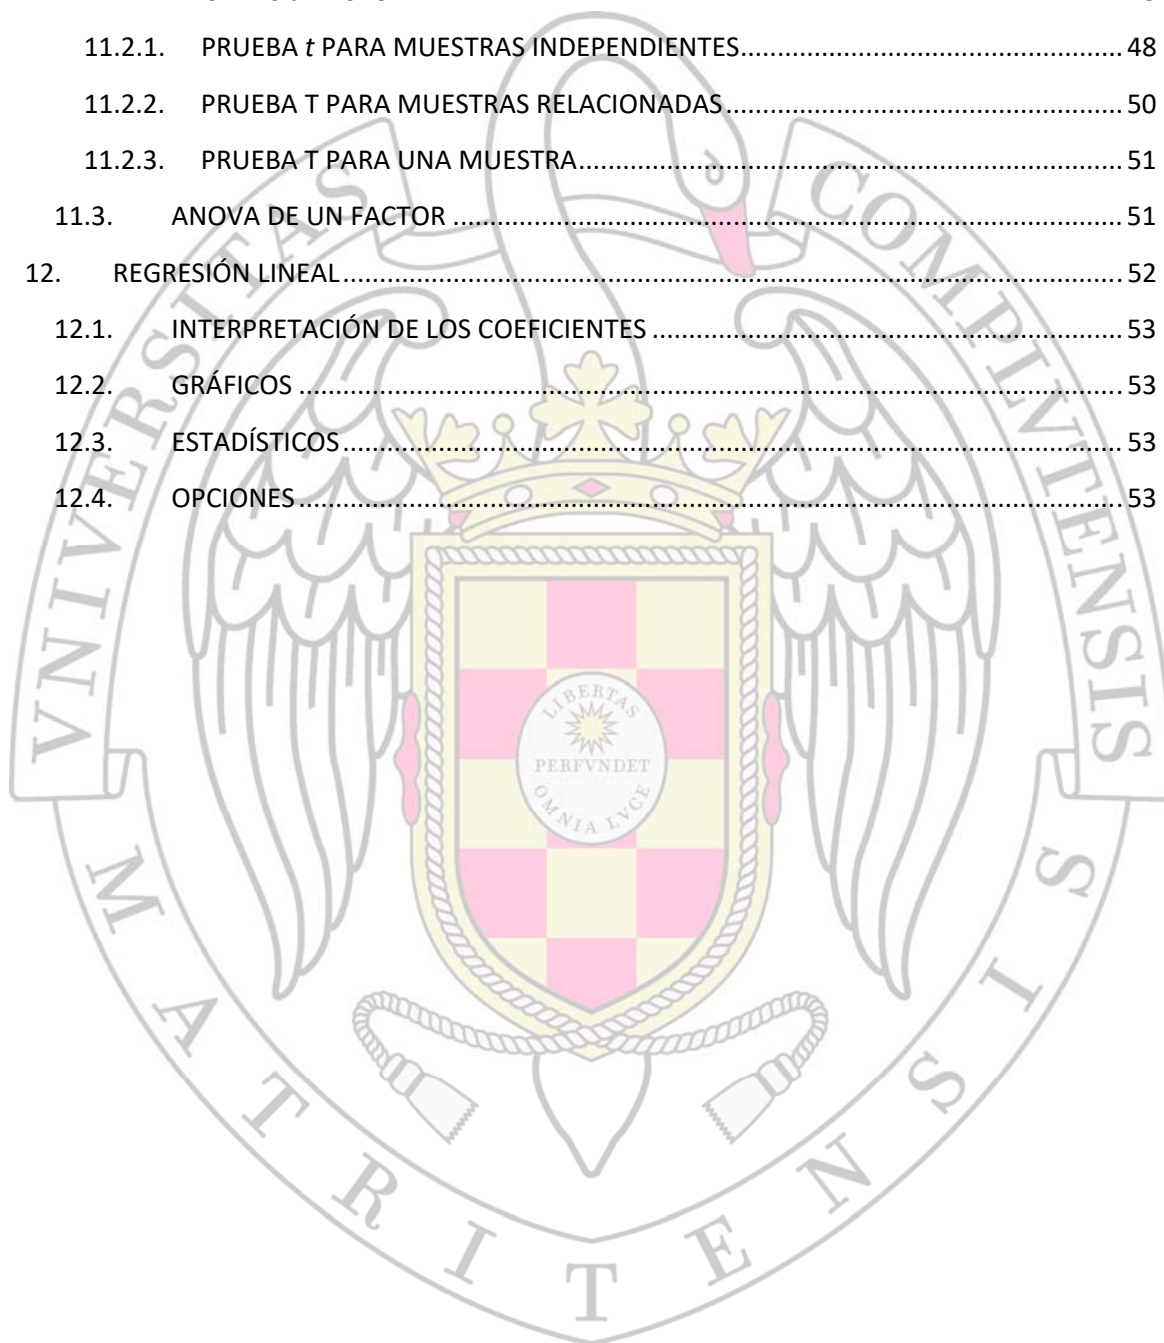 11.2.1. PRUEBA t PARA MUESTRAS INDEPENDIENTES 48
11.2.2. PRUEBA T PARA MUESTRAS RELACIONADAS 50
11.2.3. PRUEBA T PARA UNA MUESTRA 51
11.3. ANOVA DE UN FACTOR 51
12. REGRESIÓN LINEAL 52
12.1. INTERPRETACIÓN DE LOS COEFICIENTES 53
12.2. GRÁFICOS 53
12.3. ESTADÍSTICOS 53
12.4. OPCIONES 53
VNIVERSITAS
COMPLVTENSIS
MATRITENSIS
LIBERTAS
PERFVNDET
OMNIA LVCE